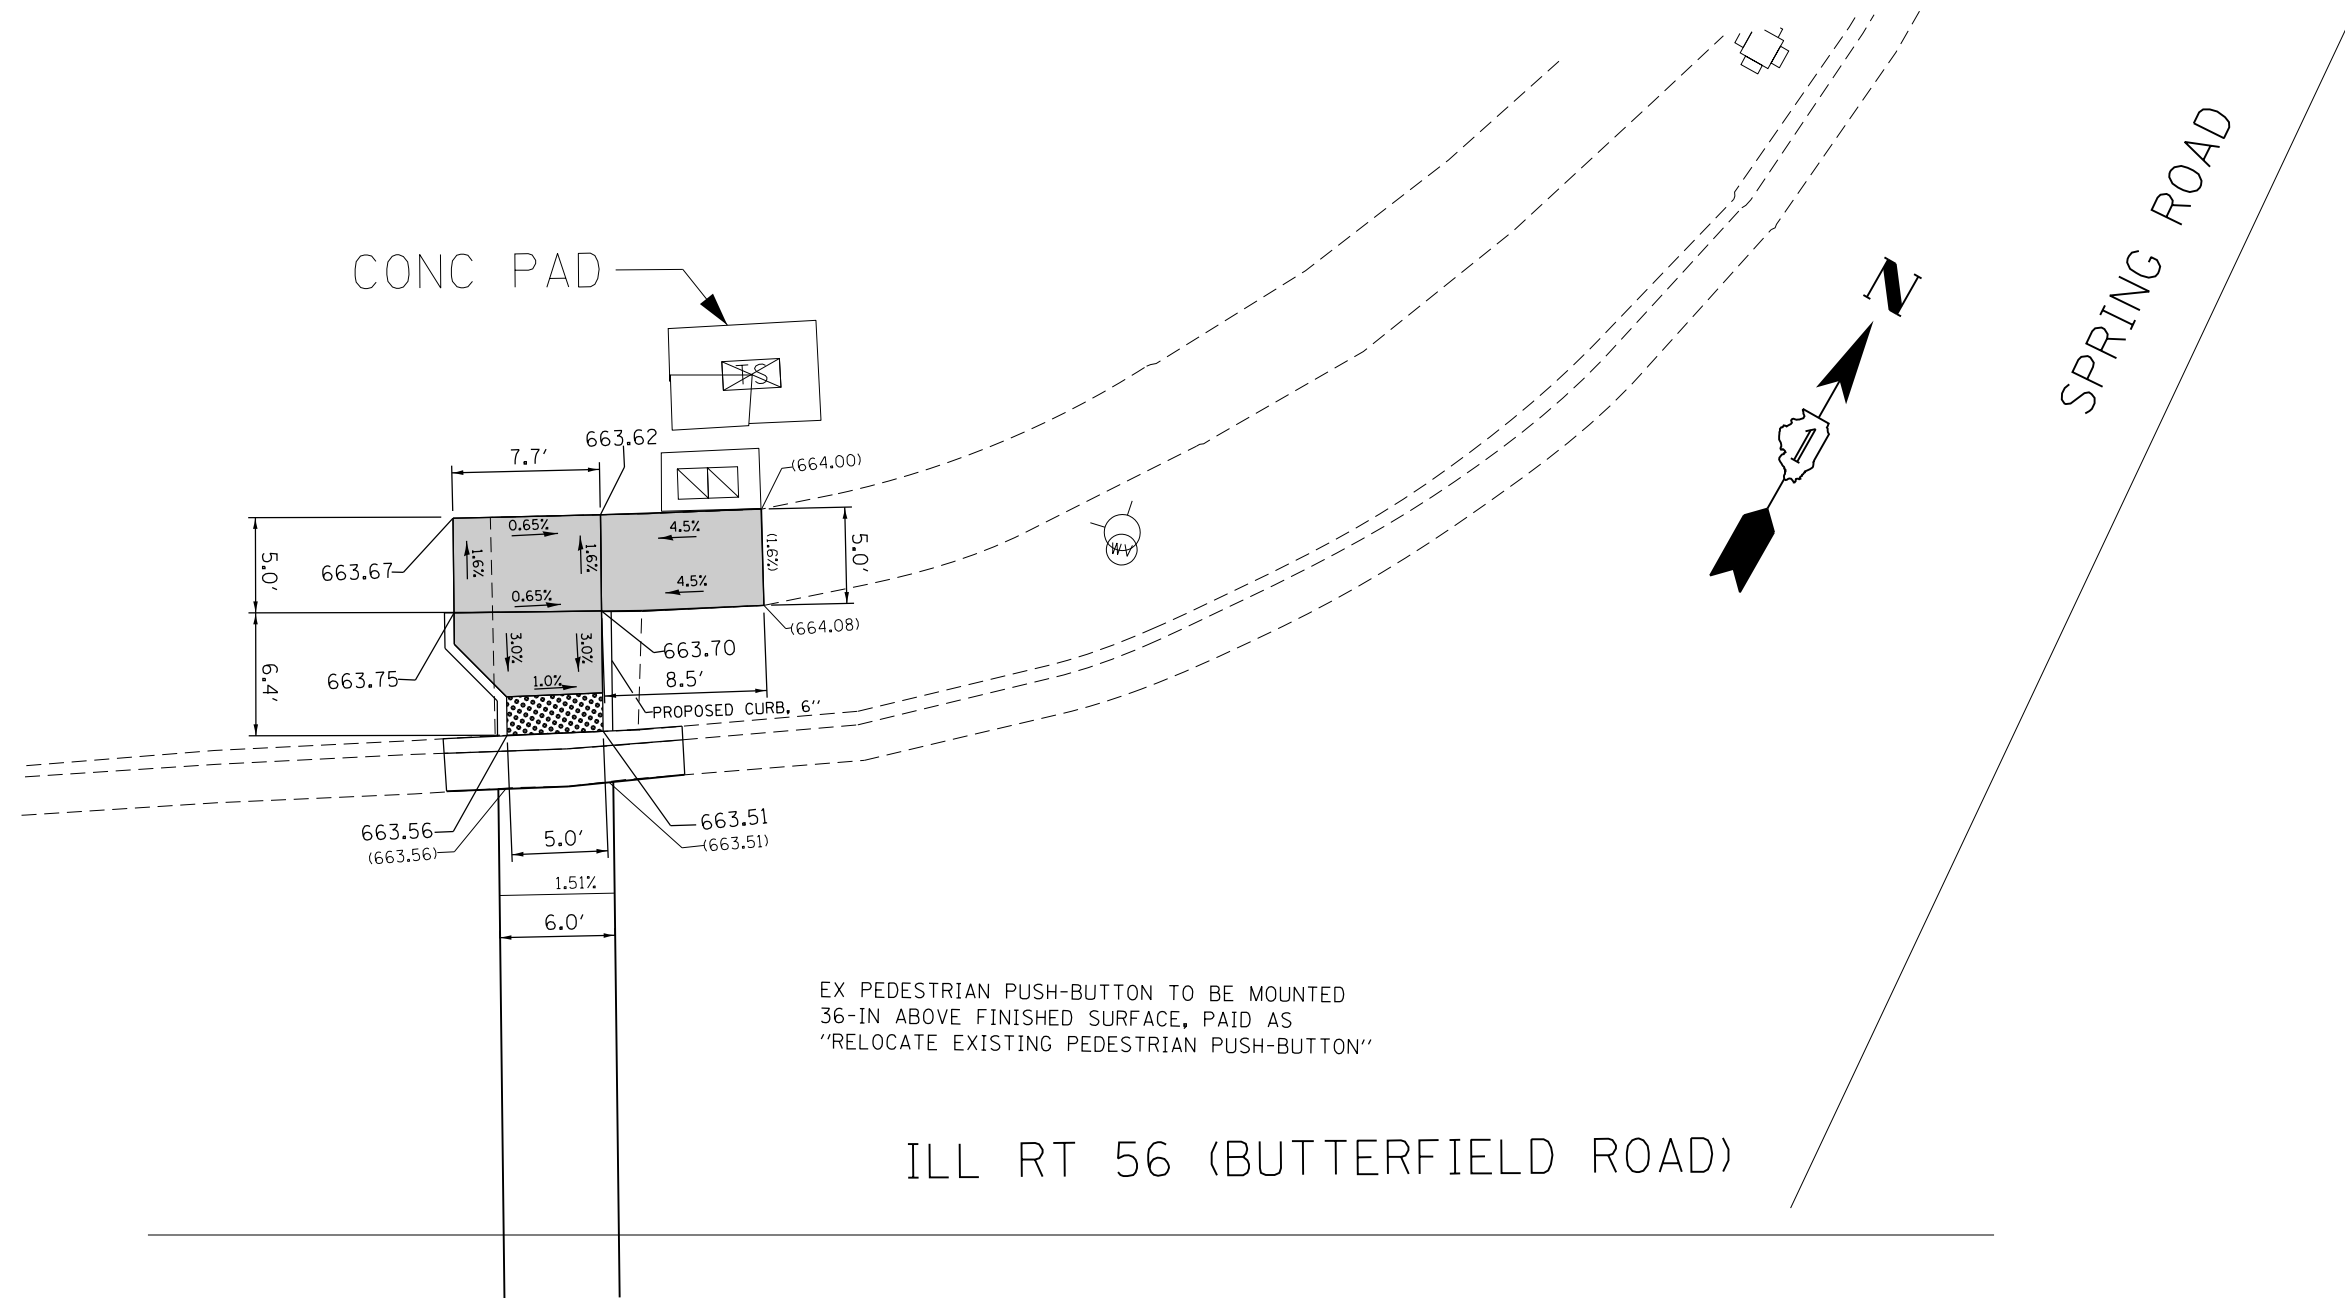 SPRING ROAD
N
1
CONC PAD
TS
663.62
7.7'
(664.00)
0.65%
4.5%
5.0'
1.6%
1.6%
(1.6%)
5.0'
663.67
4.5%
0.65%
WV
(664.08)
3.0%
3.0%
663.70
6.4'
663.75
8.5'
1.0%
PROPOSED CURB, 6"
663.56
(663.56)
663.51
(663.51)
5.0'
1.51%
6.0'
EX PEDESTRIAN PUSH-BUTTON TO BE MOUNTED
36-IN ABOVE FINISHED SURFACE, PAID AS
"RELOCATE EXISTING PEDESTRIAN PUSH-BUTTON"
ILL RT 56 (BUTTERFIELD ROAD)